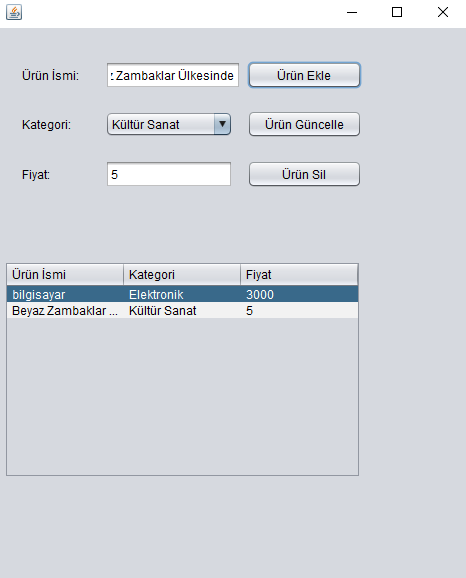 Ürün İsmi: z Zambaklar Ülkesinde Ürün Ekle
Kategori: Kültür Sanat Ürün Güncelle
Fiyat: 5 Ürün Sil
Ürün İsmi Kategori Fiyat
bilgisayar Elektronik 3000
Beyaz Zambaklar ... Kültür Sanat 5